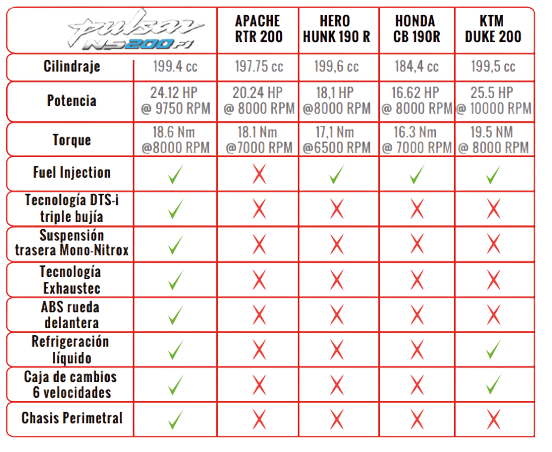 pulsar NS200 FI
APACHE RTR 200
HERO HUNK 190 R
HONDA CB 190R
KTM DUKE 200
Cilindraje 199.4 cc 197.75 cc 199,6 cc 184,4 cc 199,5 cc
Potencia
24.12 HP @ 9750 RPM
20.24 HP @ 8000 RPM
18,1 HP @8000 RPM
16.62 HP @ 8000 RPM
25.5 HP @ 10000 RPM
Torque
18.6 Nm @8000 RPM
18.1 Nm @7000 RPM
17,1 Nm @6500 RPM
16.3 Nm @ 7000 RPM
19.5 NM @ 8000 RPM
Fuel Injection ✓ X ✓ ✓ ✓
Tecnología DTS-i triple bujía ✓ X X X X
Suspensión trasera Mono-Nitrox ✓ X X X X
Tecnología Exhaustec ✓ X X X X
ABS rueda delantera ✓ X X X X
Refrigeración líquido ✓ X X X ✓
Caja de cambios 6 velocidades ✓ X X X ✓
Chasis Perimetral ✓ X X X X